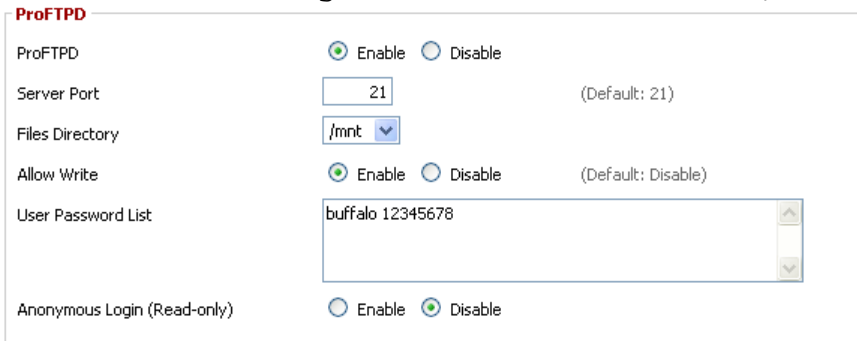 ProFTPD
ProFTPD Enable Disable
Server Port 21 (Default: 21)
Files Directory /mnt
Allow Write Enable Disable (Default: Disable)
User Password List buffalo 12345678
Anonymous Login (Read-only) Enable Disable